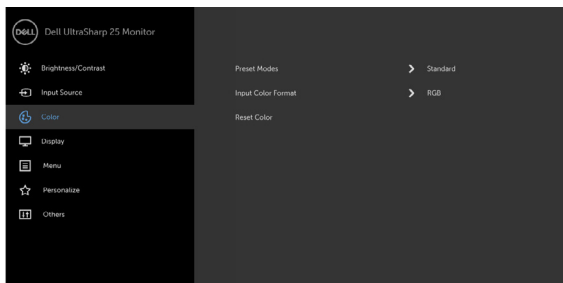 DELL Dell UltraSharp 25 Monitor
Brightness/Contrast
Preset Modes Standard
Input Source
Input Color Format RGB
Color
Reset Color
Display
Menu
Personalize
Others